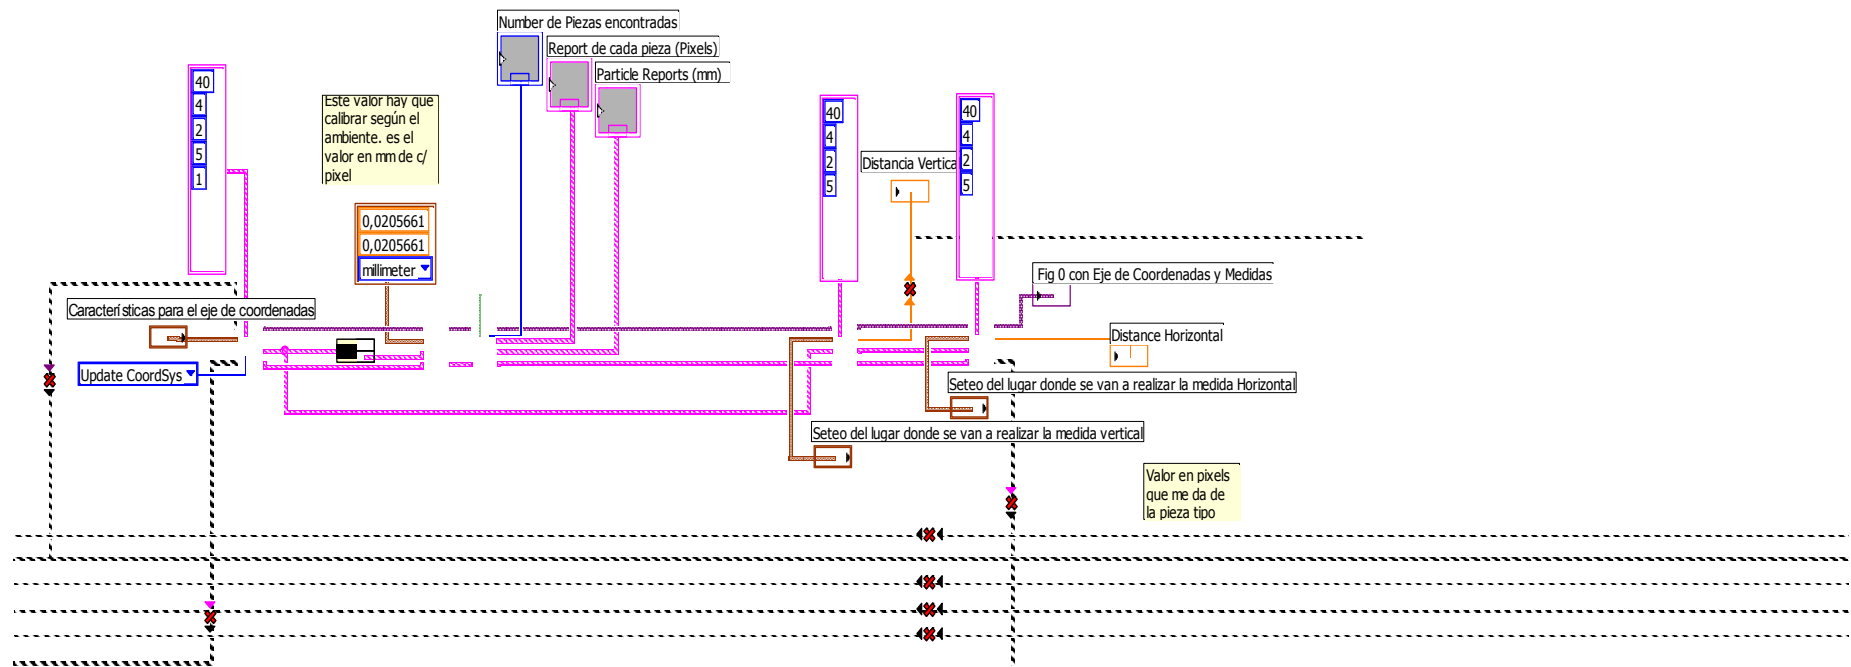 Number de Piezas encontradas
Report de cada pieza (Pixels)
Particle Reports (mm)
40
4
2
5
1
Este valor hay que
calibrar según el
ambiente. es el
valor en mm de c/
pixel
0,0205661
0,0205661
millimeter
40
4
2
5
Distancia Vertica
40
4
2
5
Fig 0 con Eje de Coordenadas y Medidas
Características para el eje de coordenadas
Update CoordSys
Distance Horizontal
Seteo del lugar donde se van a realizar la medida Horizontal
Seteo del lugar donde se van a realizar la medida vertical
Valor en pixels
que me da de
la pieza tipo